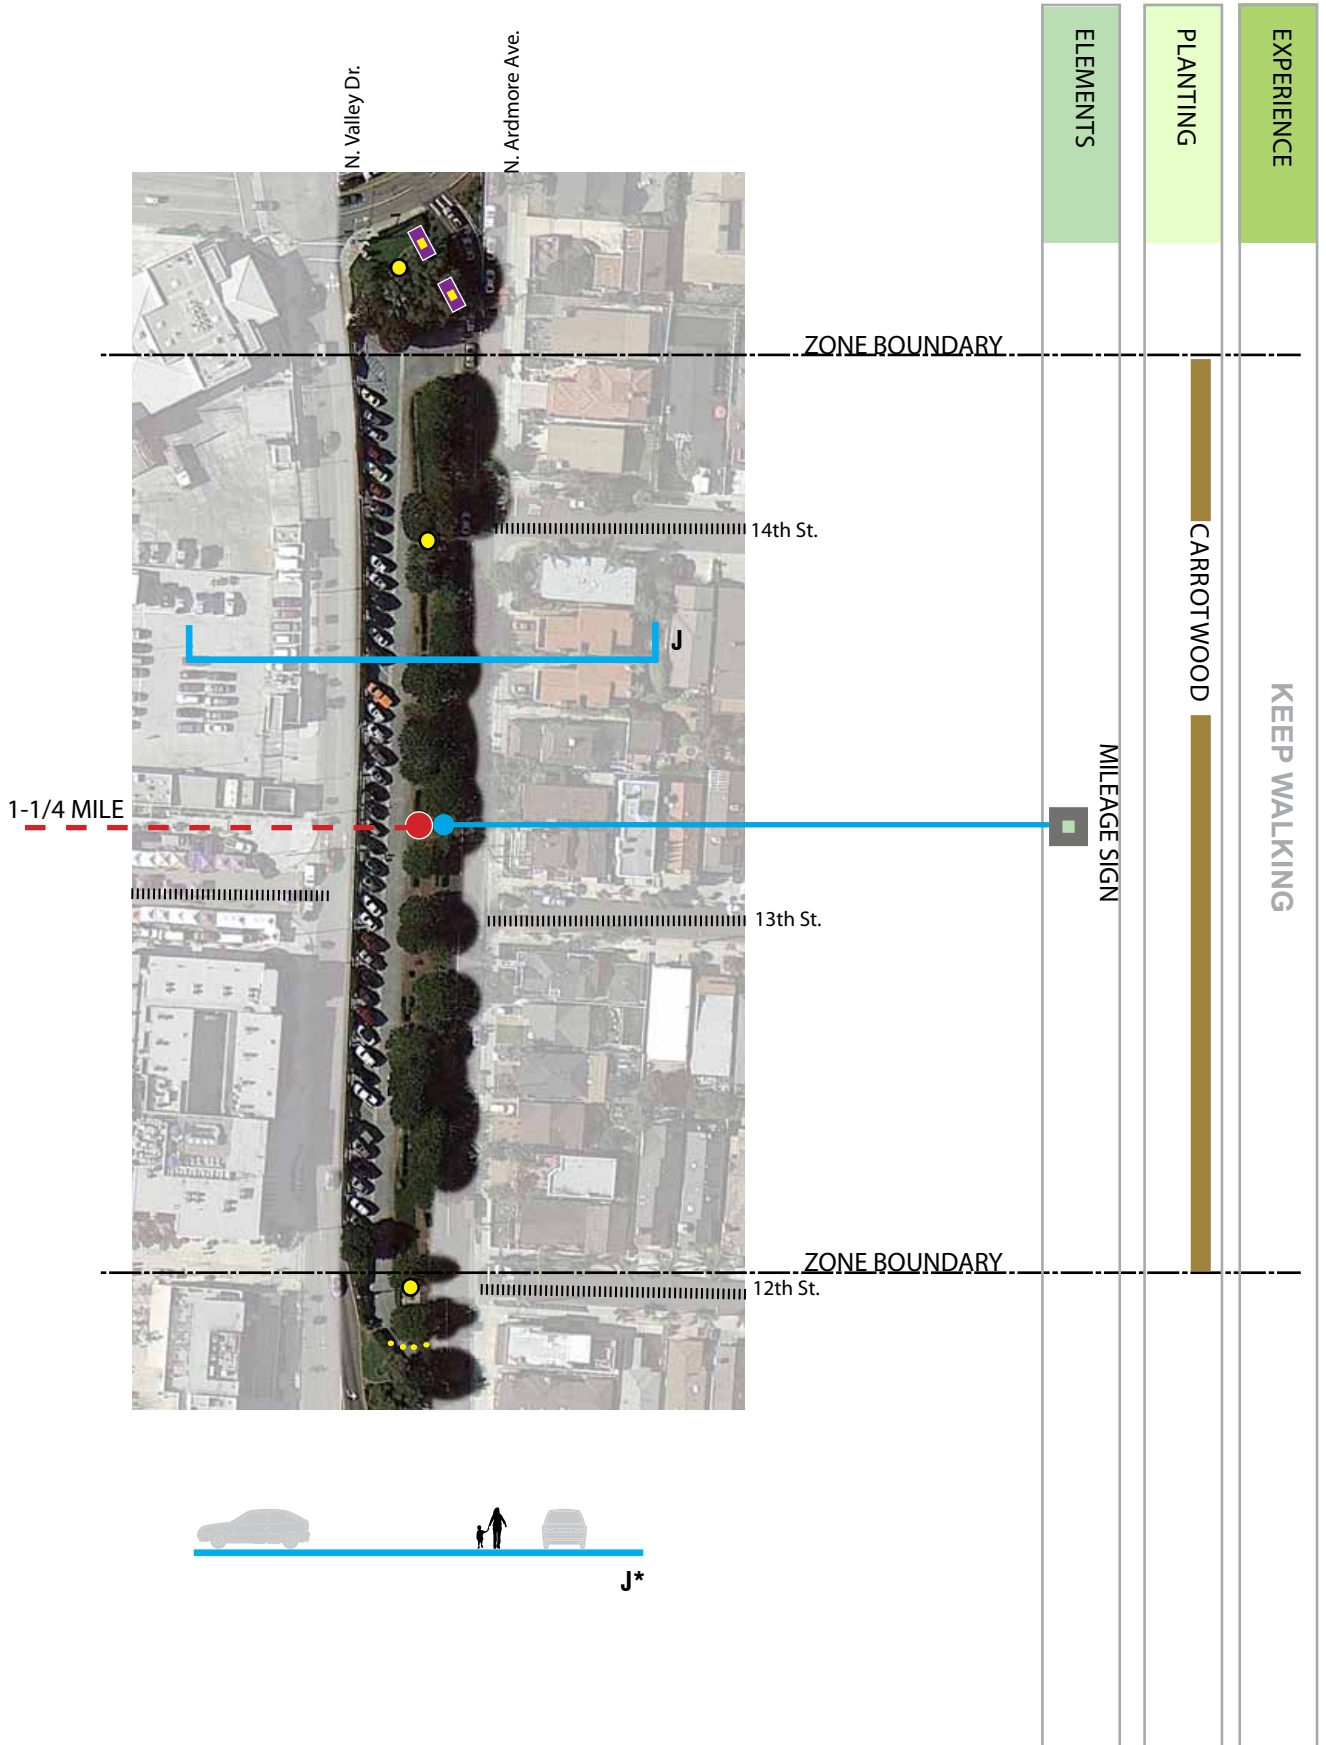 N. Valley Dr.
N. Ardmore Ave.
ELEMENTS
PLANTING
EXPERIENCE
ZONE BOUNDARY
14th St.
CARROTWOOD
J
KEEP WALKING
MILEAGE SIGN
1-1/4 MILE
13th St.
ZONE BOUNDARY
12th St.
J*